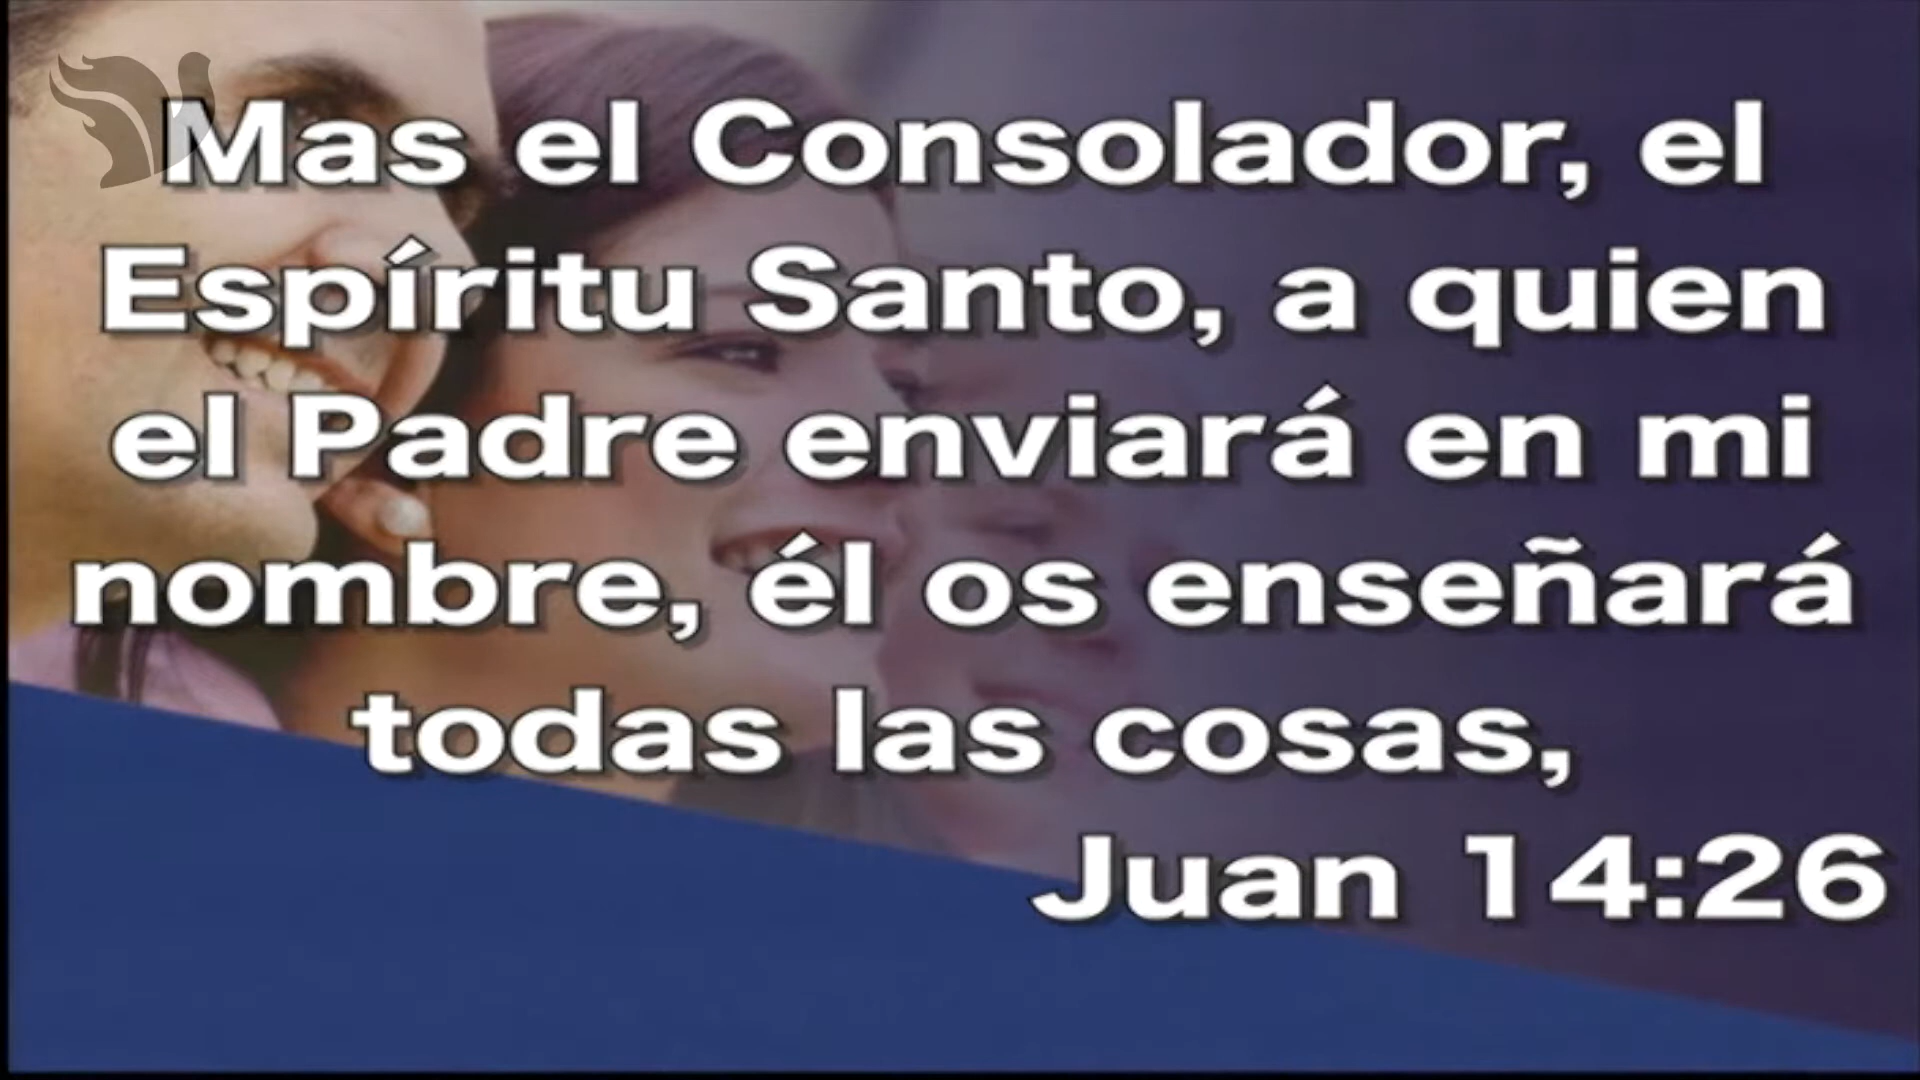 Mas el Consolador, el
Espíritu Santo, a quien
el Padre enviará en mi
nombre, él os enseñará
todas las cosas,
Juan 14:26